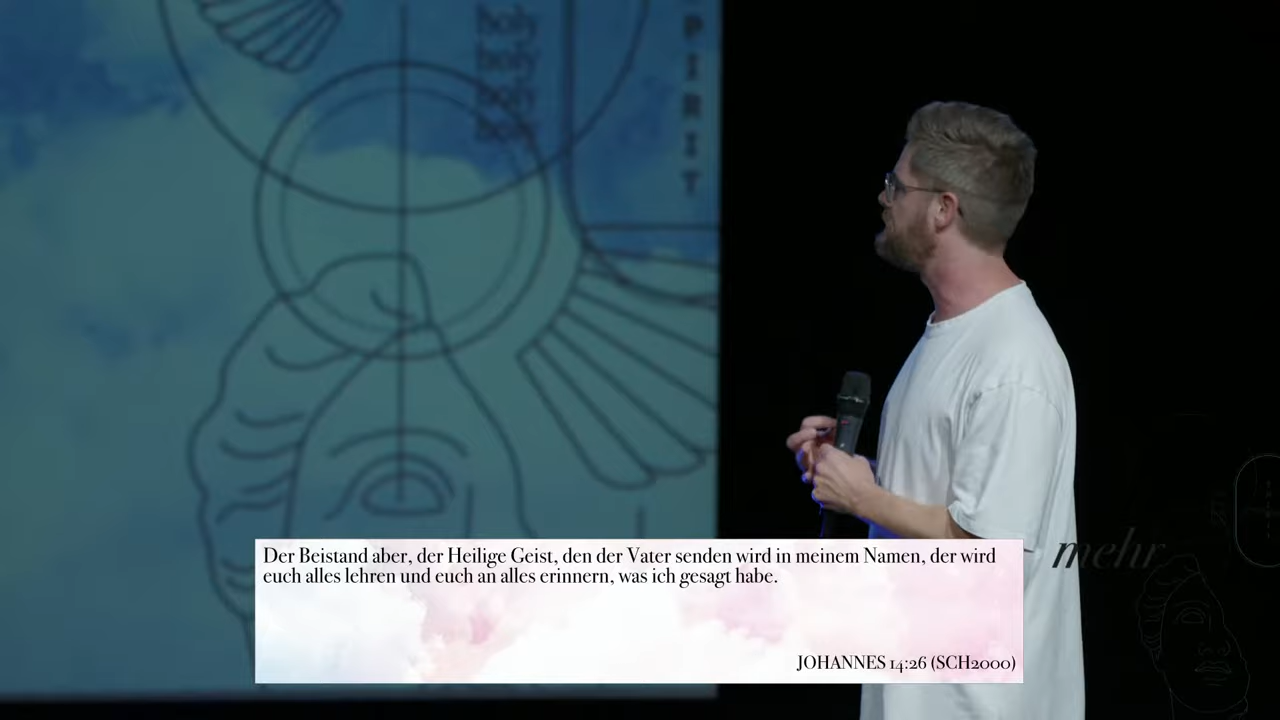 holy
holy
holy
holy
PIRIT
Der Beistand aber, der Heilige Geist, den der Vater senden wird in meinem Namen, der wird
euch alles lehren und euch an alles erinnern, was ich gesagt habe.
mehr
JOHANNES 14:26 (SCH2000)